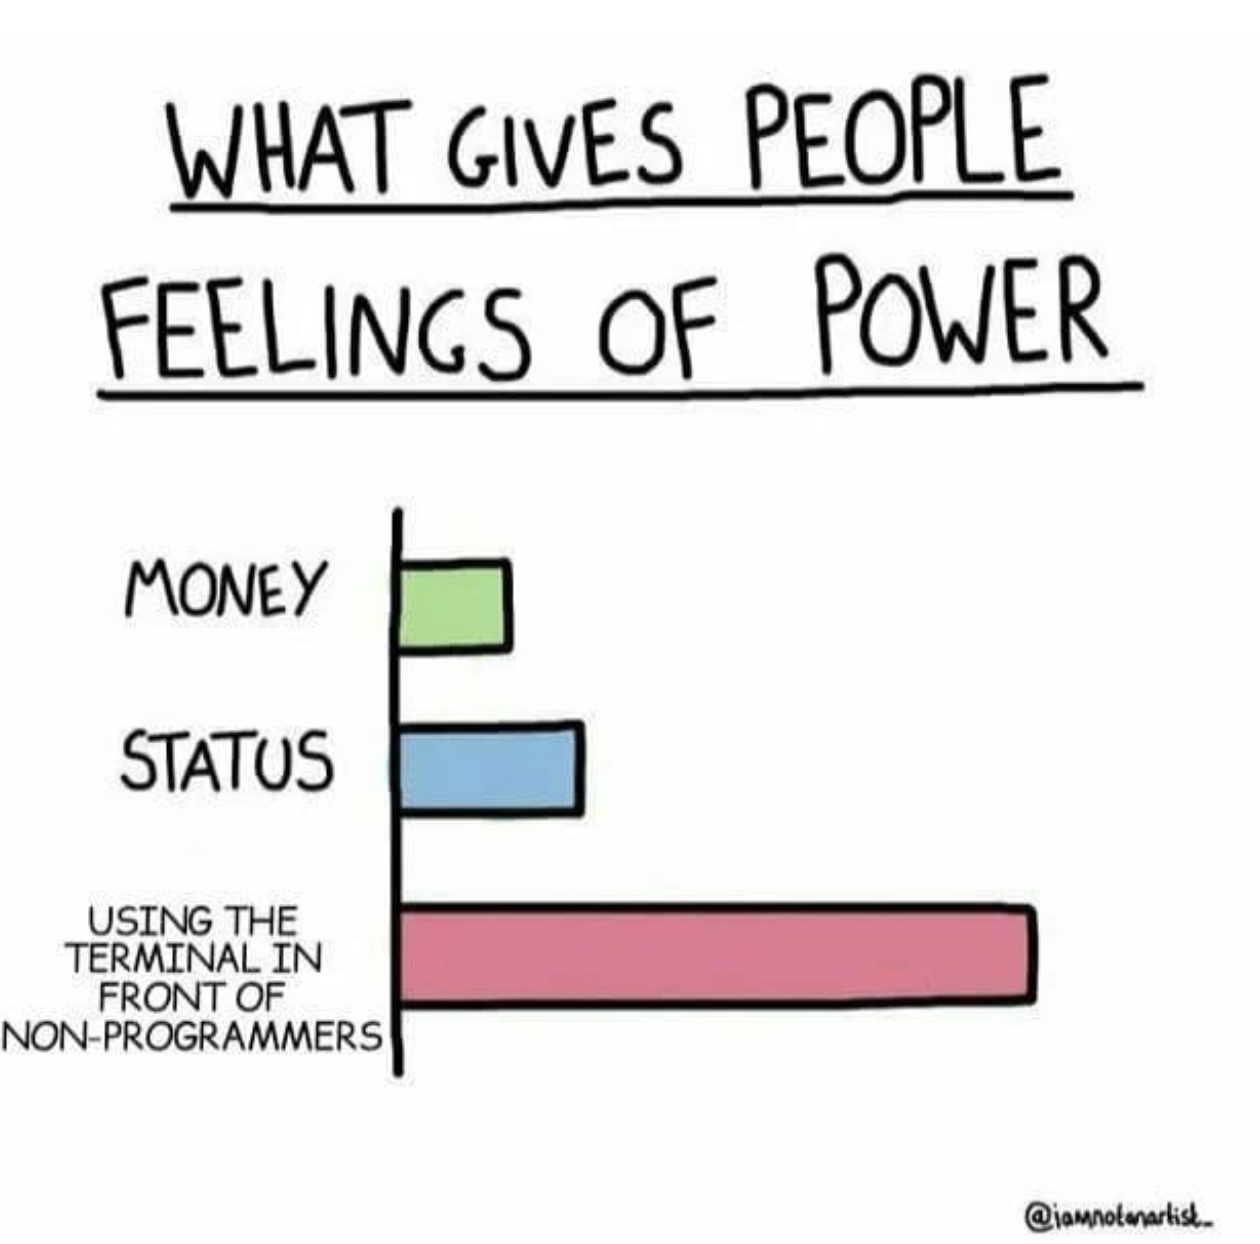 WHAT GIVES PEOPLE
FEELINGS OF POWER
MONEY
STATUS
USING THE
TERMINAL IN
FRONT OF
NON-PROGRAMMERS
@iamnotanartist_